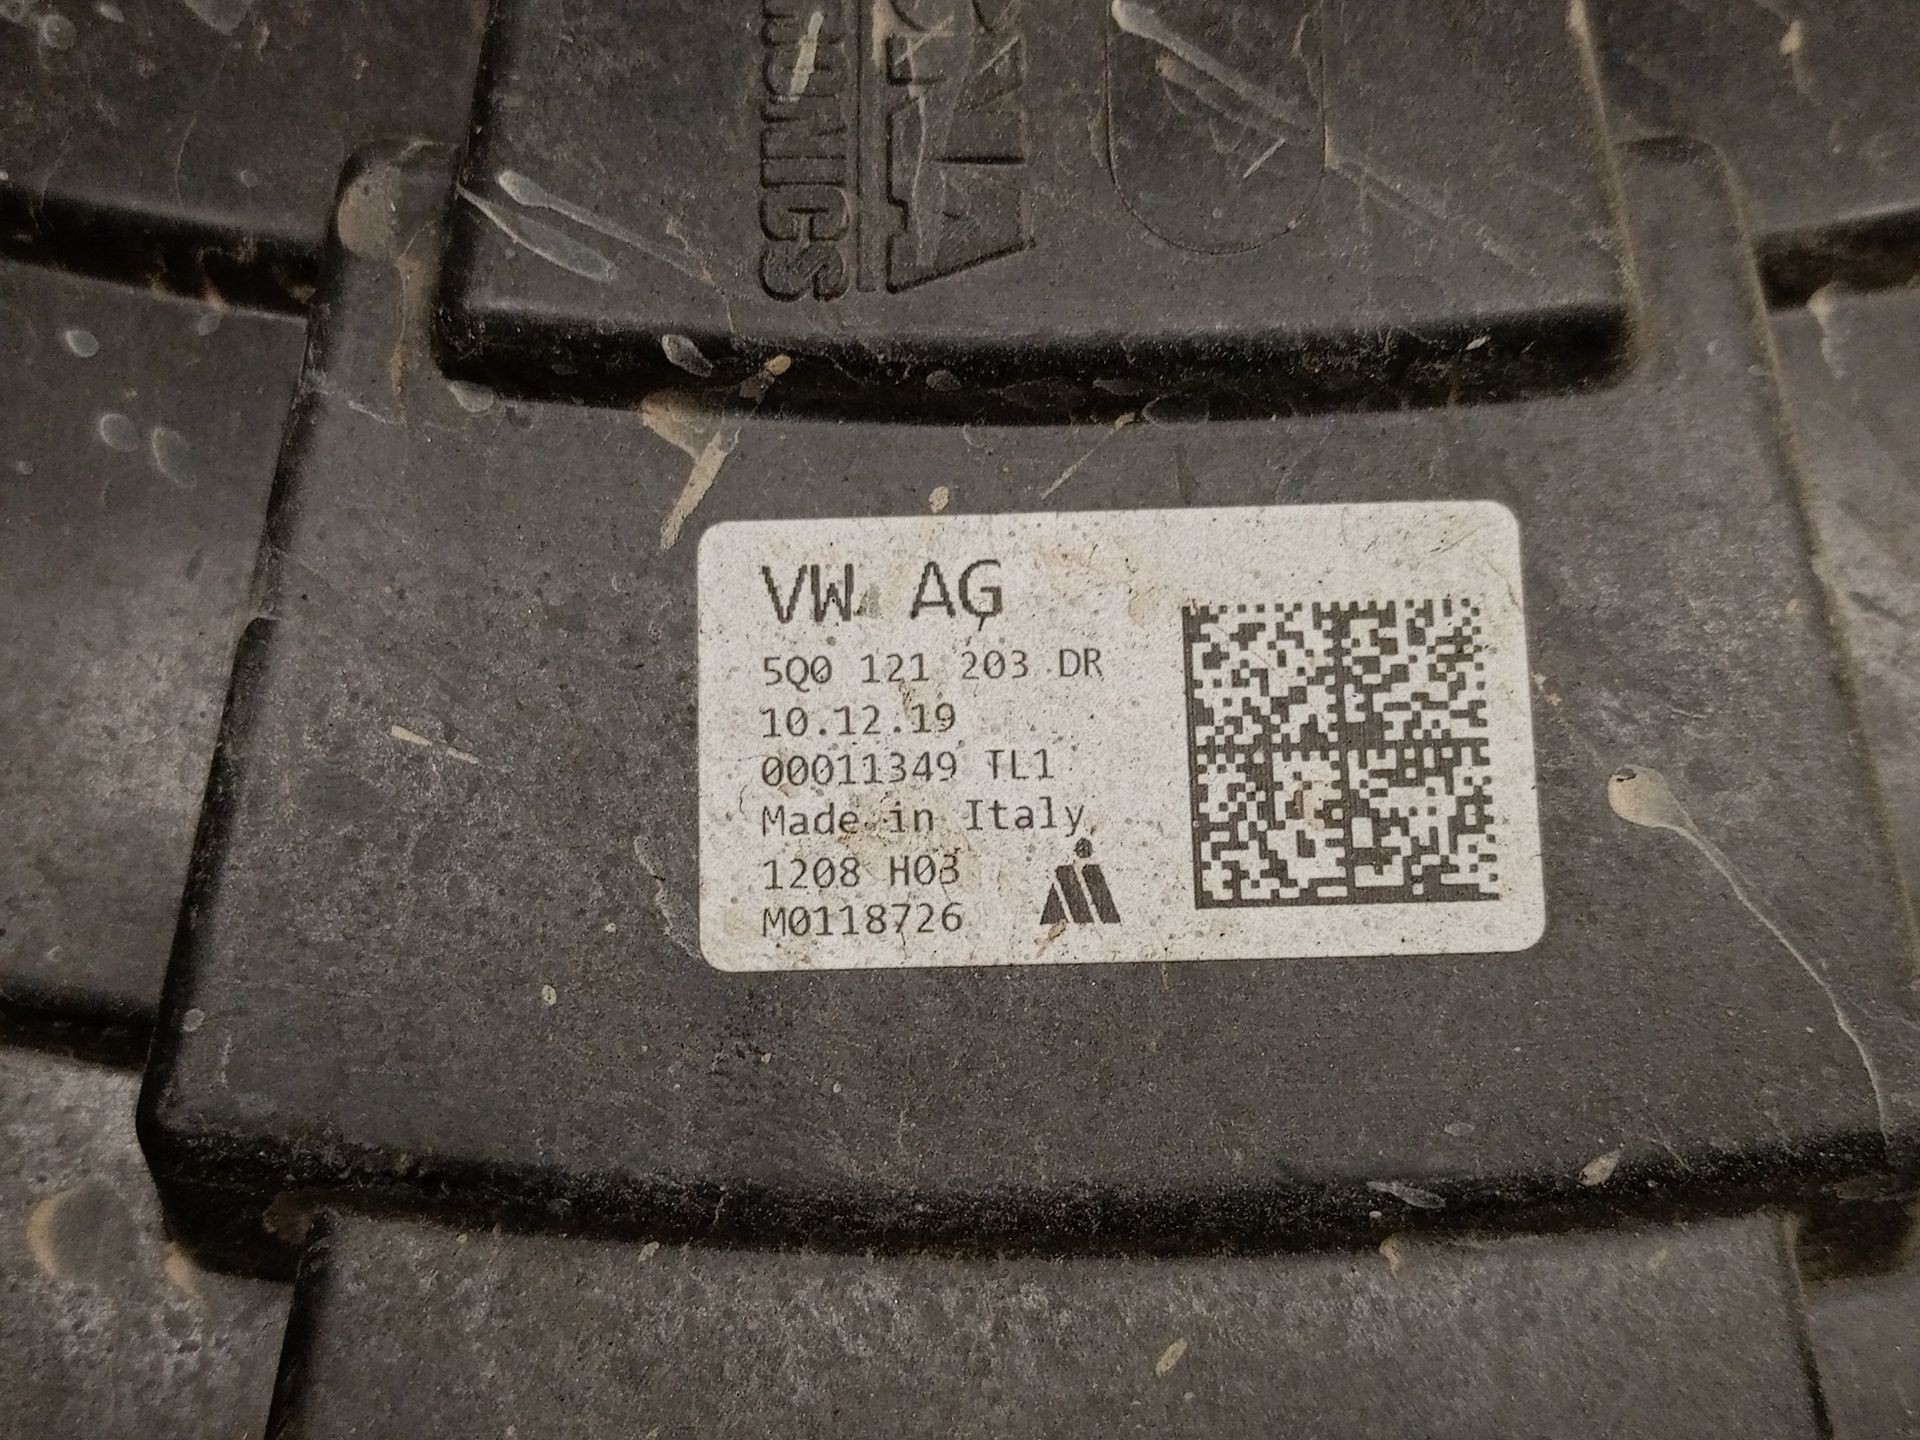 VW AG
5Q0 121 203 DR
10.12.19
00011349 TL1
Made in Italy
1208 H03
M0118726